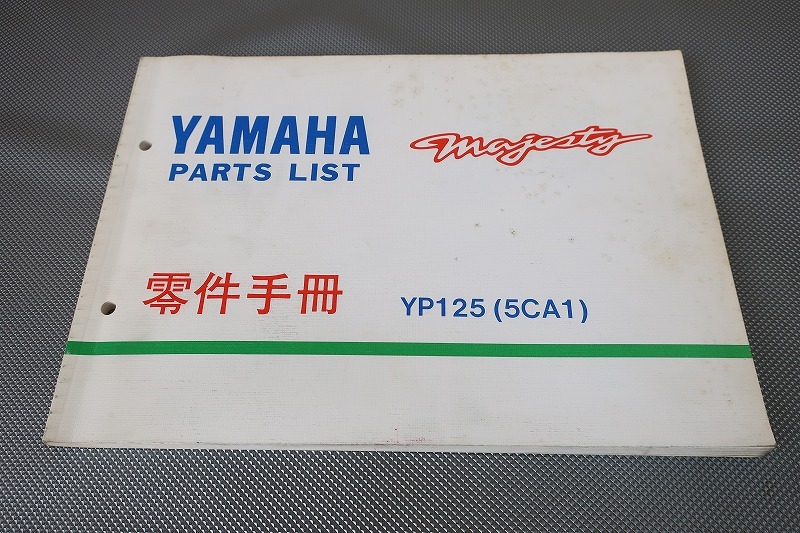 YAMAHA
PARTS LIST
Majesty
零件手冊
YP125 (5CA1)